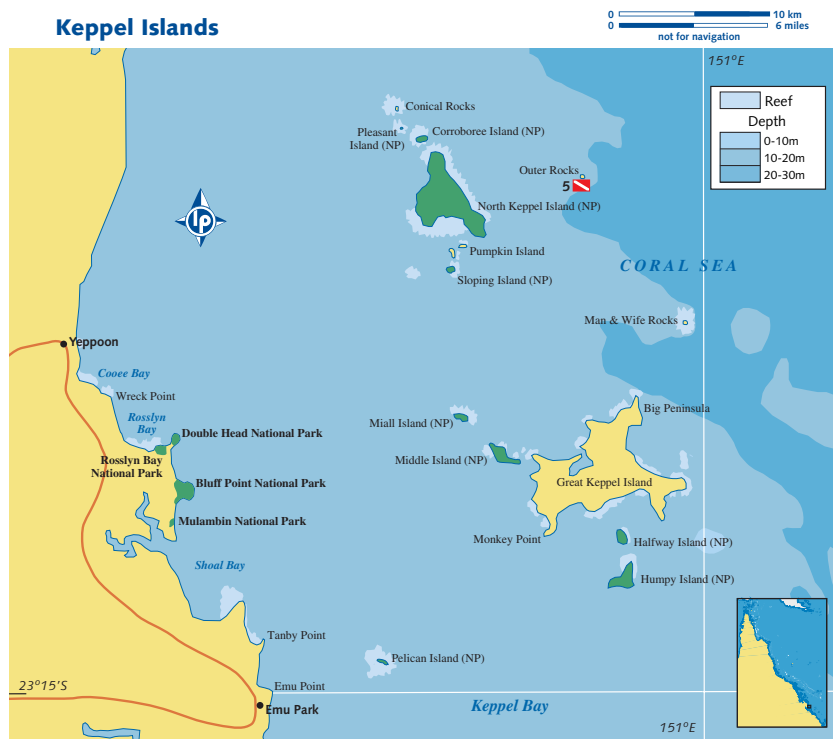 Keppel Islands
0 10 km
0 6 miles
not for navigation
151°E
Reef
Depth
0-10m
10-20m
20-30m
Conical Rocks
Pleasant
Island (NP)
Corroboree Island (NP)
Outer Rocks
5
North Keppel Island (NP)
lp
Pumpkin Island
Sloping Island (NP)
CORAL SEA
Man & Wife Rocks
Yeppoon
Cooee Bay
Wreck Point
Rosslyn
Bay
Double Head National Park
Rosslyn Bay
National Park
Bluff Point National Park
Mulambin National Park
Miall Island (NP)
Middle Island (NP)
Big Peninsula
Great Keppel Island
Monkey Point
Halfway Island (NP)
Humpy Island (NP)
Shoal Bay
Tanby Point
Pelican Island (NP)
23°15'S
Emu Point
Emu Park
Keppel Bay
151°E